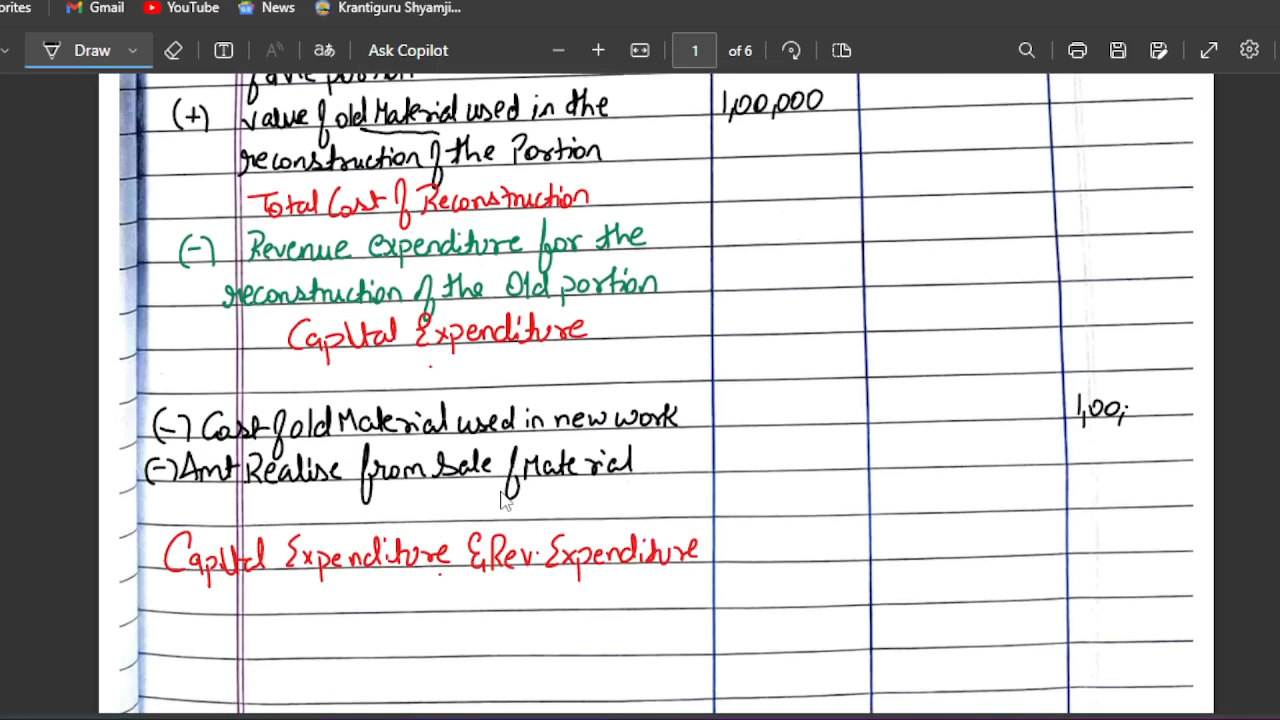 orites Gmail YouTube News Krantiguru Shyamji...
Draw aあ Ask Copilot 1 of 6
(+) Value of old Material used in the 1,00,000
reconstruction of the Portion
Total Cost of Reconstruction
(-) Revenue expenditure for the
reconstruction of the Old portion
Capital Expenditure
(-) Cost of old Material used in new work 1,00,
(-) Amt Realise from Sale of Material
Capital Expenditure & Rev. Expenditure